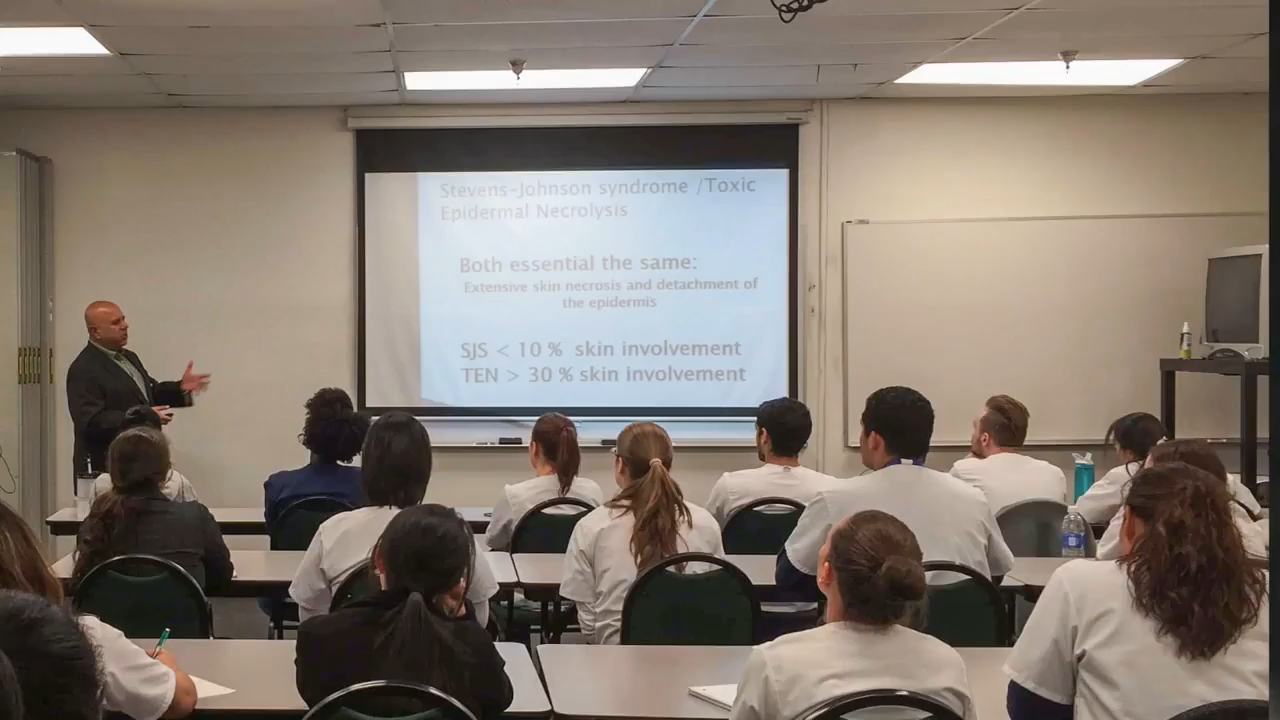 Stevens-Johnson syndrome /Toxic
Epidermal Necrolysis
Both essential the same:
Extensive skin necrosis and detachment of
the epidermis
SJS < 10 % skin involvement
TEN > 30 % skin involvement